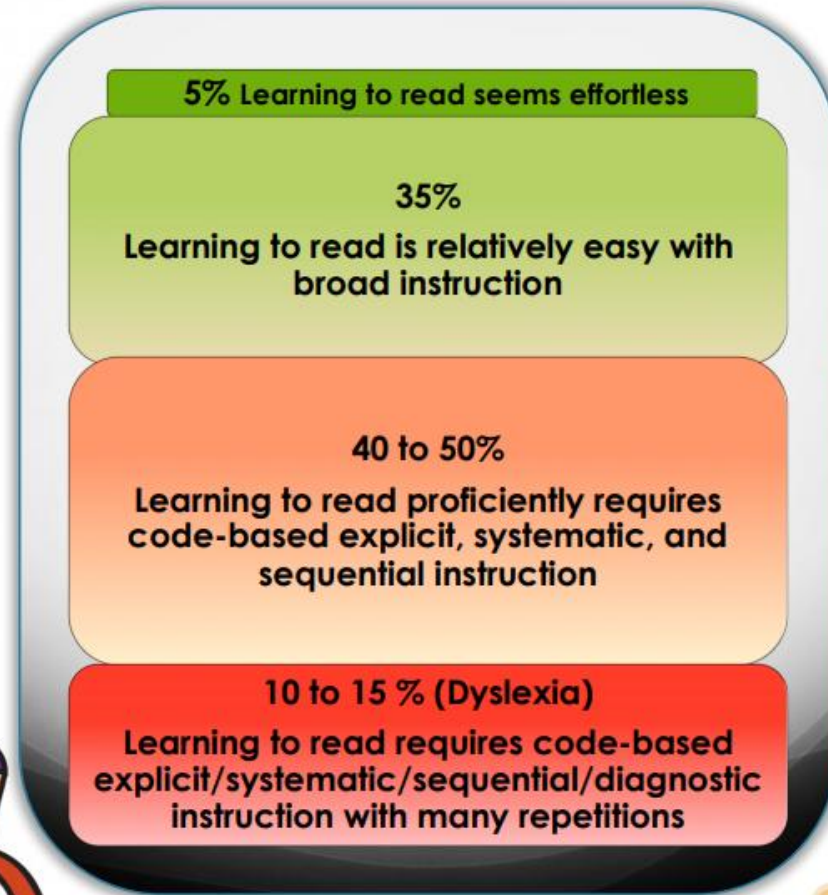 5% Learning to read seems effortless
35%
Learning to read is relatively easy with
broad instruction
40 to 50%
Learning to read proficiently requires
code-based explicit, systematic, and
sequential instruction
10 to 15 % (Dyslexia)
Learning to read requires code-based
explicit/systematic/sequential/diagnostic
instruction with many repetitions